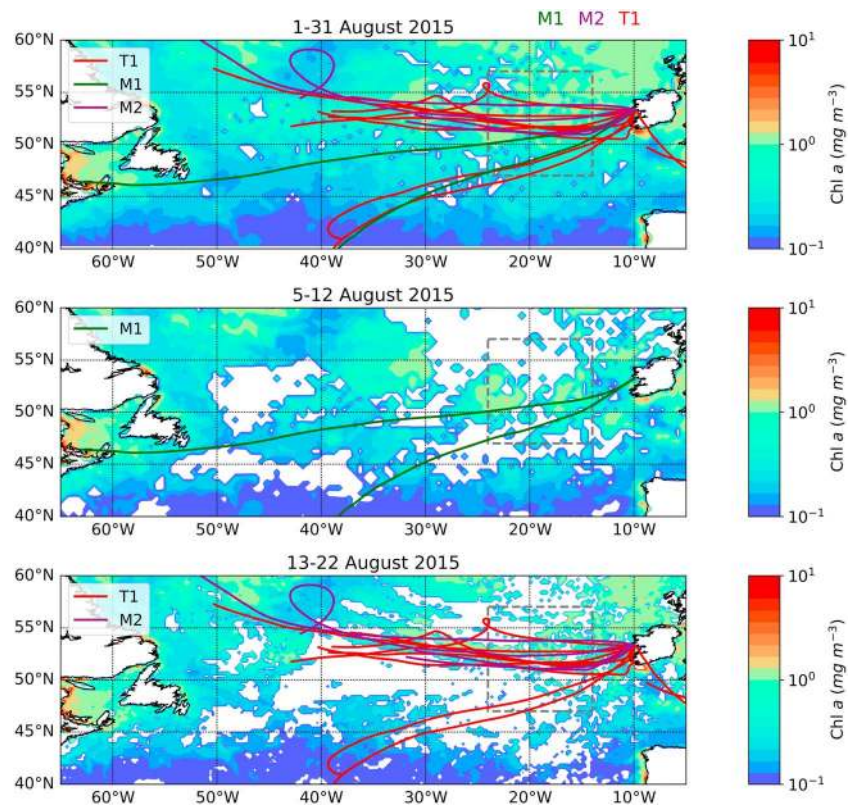 1-31 August 2015
M1 M2 T1
60°N
55°N
50°N
45°N
40°N
T1
M1
M2
60°W 50°W 40°W 30°W 20°W 10°W
10¹
10⁰
10⁻¹
Chl a (mg m⁻³)
5-12 August 2015
60°N
55°N
50°N
45°N
40°N
M1
60°W 50°W 40°W 30°W 20°W 10°W
10¹
10⁰
10⁻¹
Chl a (mg m⁻³)
13-22 August 2015
60°N
55°N
50°N
45°N
40°N
T1
M2
60°W 50°W 40°W 30°W 20°W 10°W
10¹
10⁰
10⁻¹
Chl a (mg m⁻³)